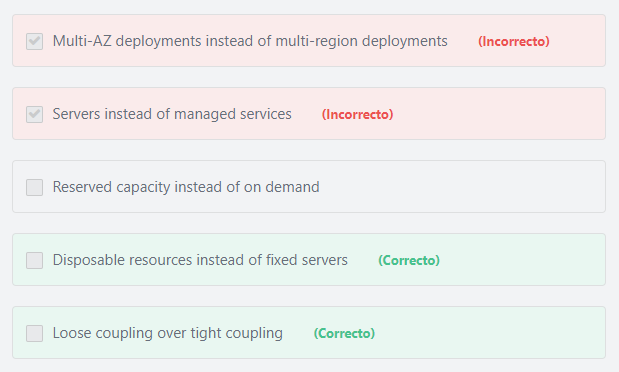 Multi-AZ deployments instead of multi-region deployments (Incorrecto)
Servers instead of managed services (Incorrecto)
Reserved capacity instead of on demand
Disposable resources instead of fixed servers (Correcto)
Loose coupling over tight coupling (Correcto)